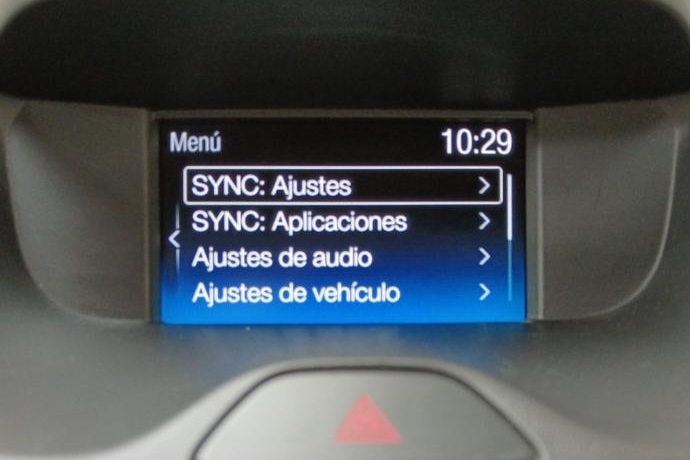 Menú 10:29
SYNC: Ajustes
SYNC: Aplicaciones
Ajustes de audio
Ajustes de vehículo